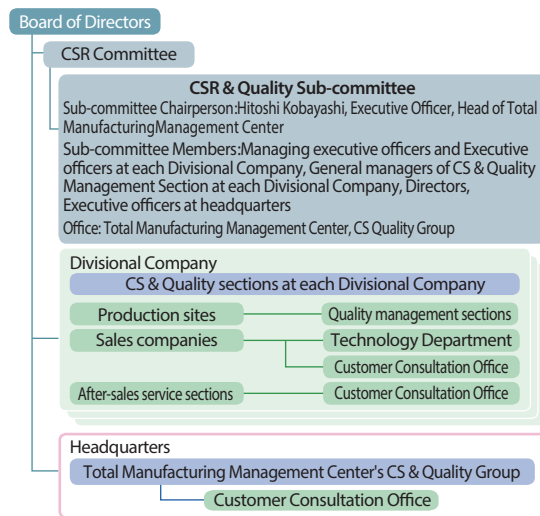 Board of Directors
CSR Committee
CSR & Quality Sub-committee
Sub-committee Chairperson:Hitoshi Kobayashi, Executive Officer, Head of Total
ManufacturingManagement Center
Sub-committee Members:Managing executive officers and Executive
officers at each Divisional Company, General managers of CS & Quality
Management Section at each Divisional Company, Directors,
Executive officers at headquarters
Office: Total Manufacturing Management Center, CS Quality Group
Divisional Company
CS & Quality sections at each Divisional Company
Production sites
Quality management sections
Sales companies
Technology Department
Customer Consultation Office
After-sales service sections
Customer Consultation Office
Headquarters
Total Manufacturing Management Center's CS & Quality Group
Customer Consultation Office